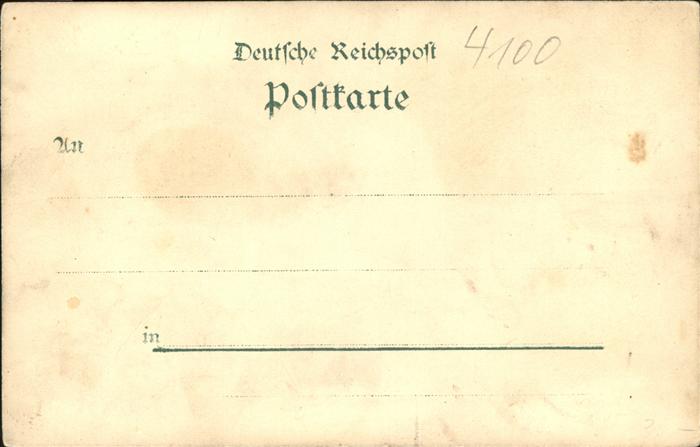 Deutſche Reichspoſt 4100
Poſtkarte
An
in